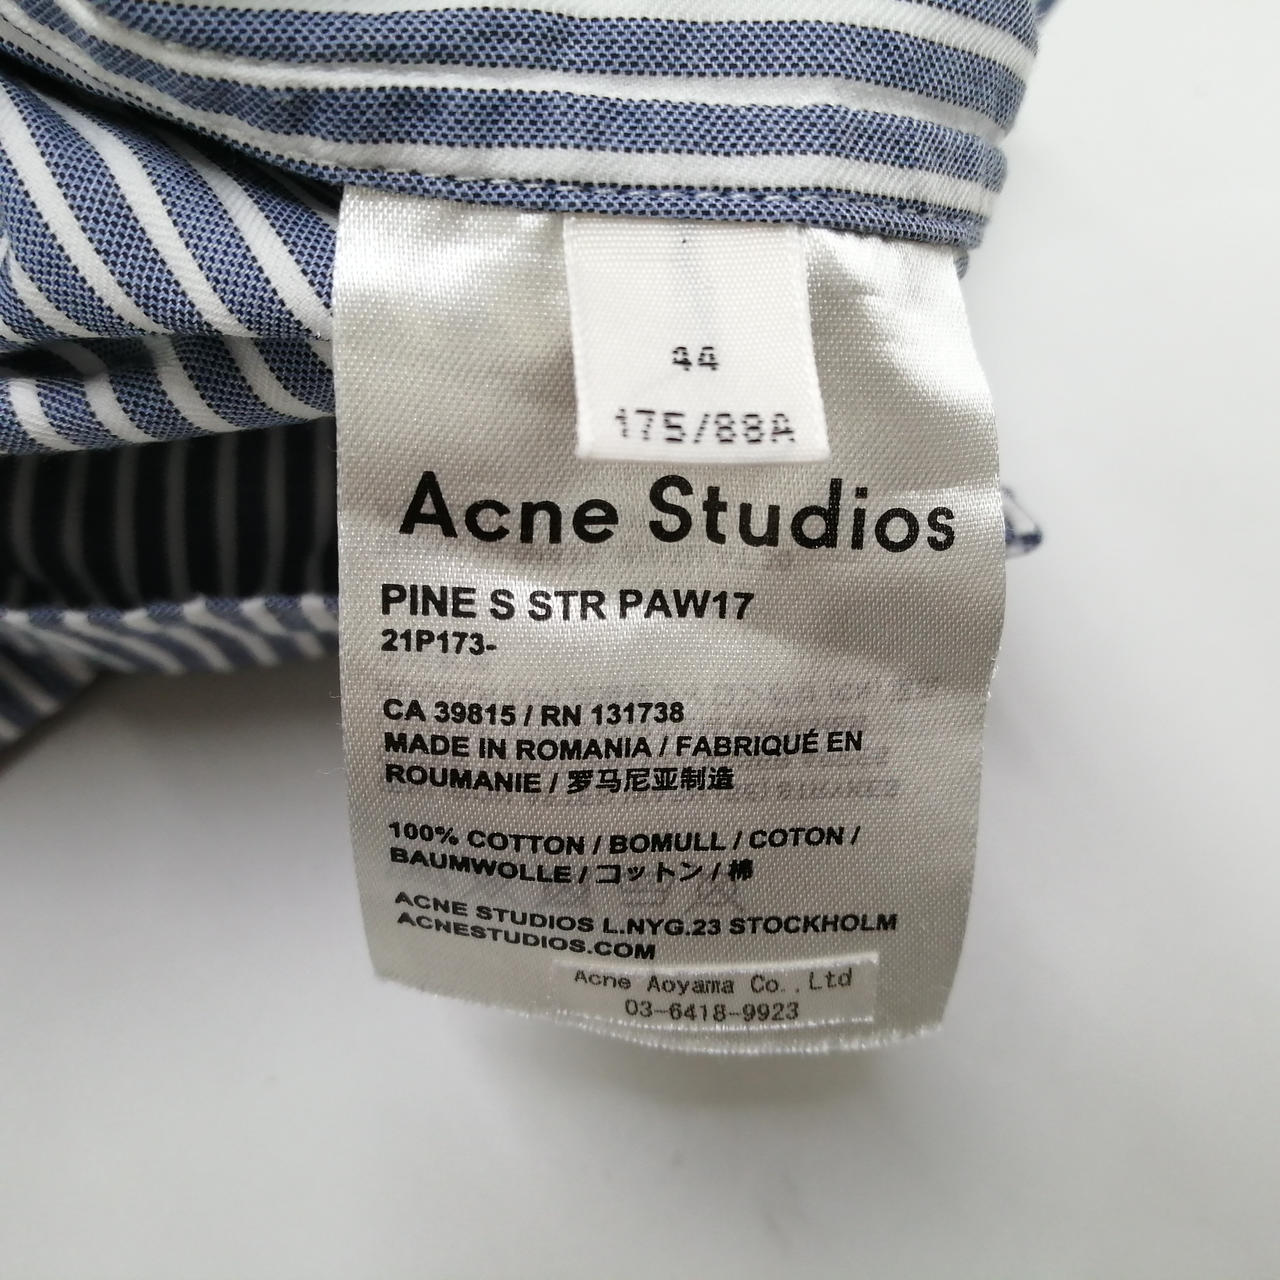 44
175/88A
Acne Studios
PINE S STR PAW17
21P173-
CA 39815 / RN 131738
MADE IN ROMANIA / FABRIQUÉ EN
ROUMANIE / 罗马尼亚制造
100% COTTON / BOMULL / COTON /
BAUMWOLLE / コットン / 棉
ACNE STUDIOS L.NYG.23 STOCKHOLM
ACNESTUDIOS.COM
Acne Aoyama Co.,Ltd
03-6418-9923